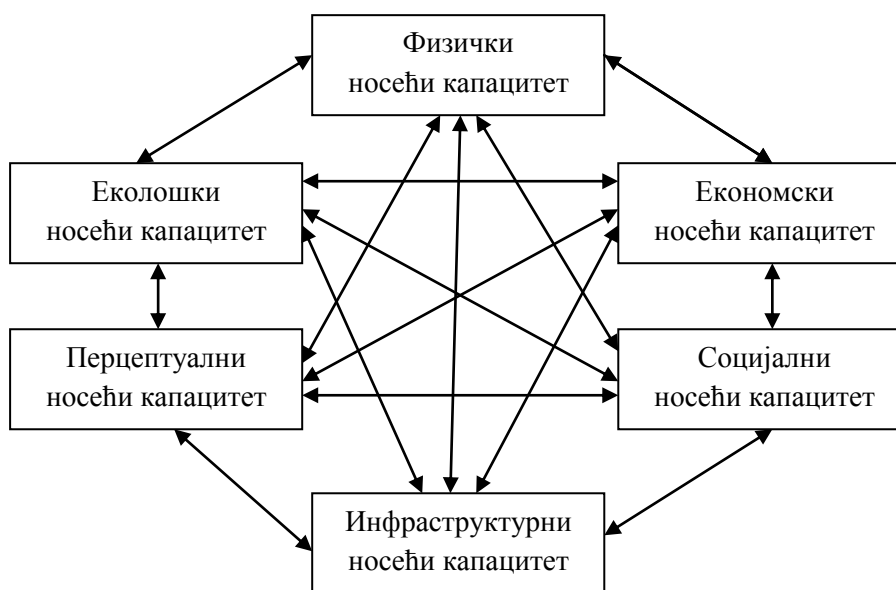 Физички
носећи капацитет
Еколошки
носећи капацитет
Економски
носећи капацитет
Перцептуални
носећи капацитет
Социјални
носећи капацитет
Инфраструктурни
носећи капацитет